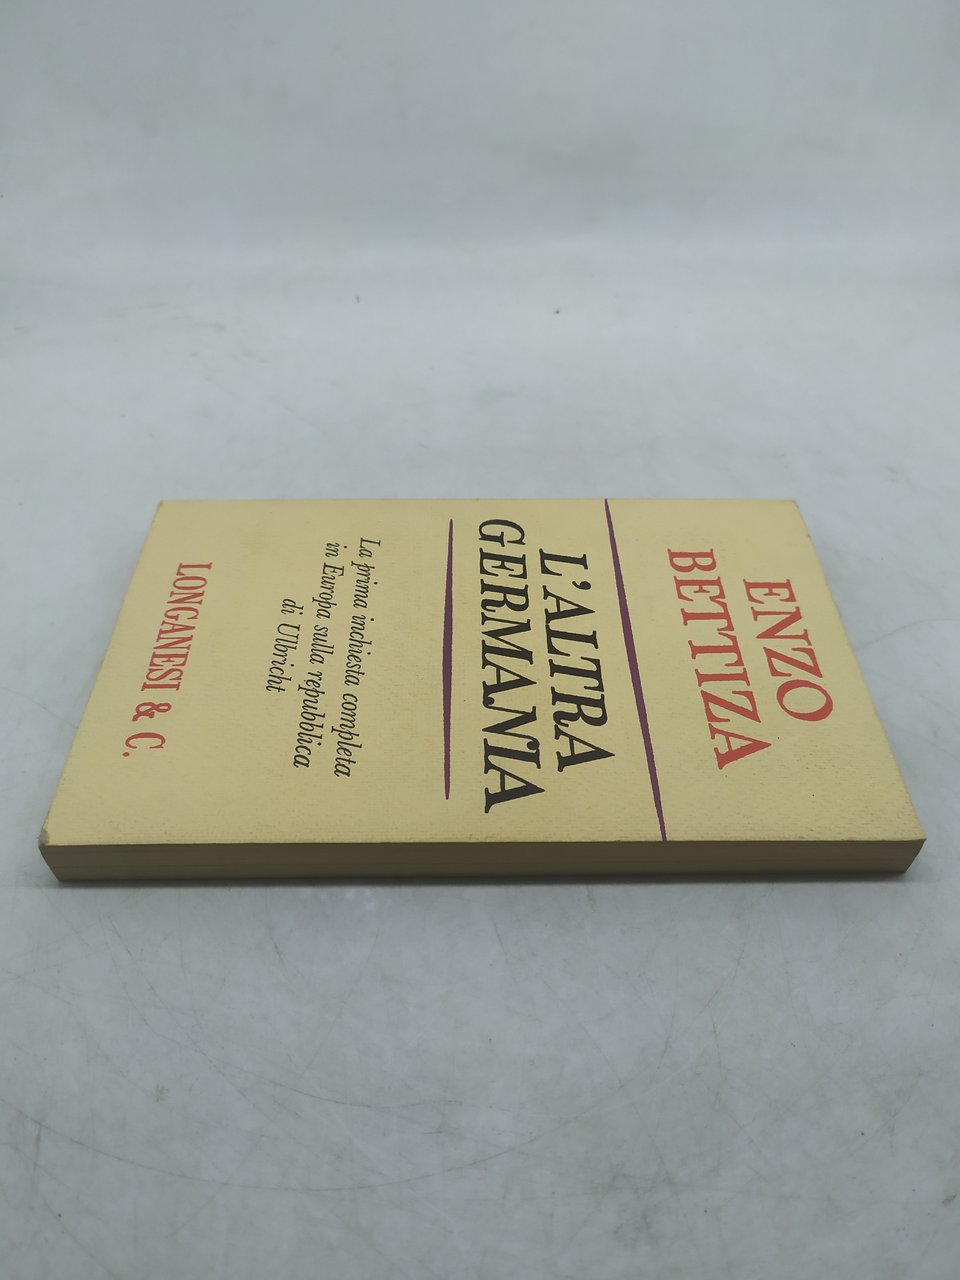 ENZO
BETTIZA
L'ALTRA
GERMANIA
La prima inchiesta completa
in Europa sulla repubblica
di Ulbricht
LONGANESI & C.